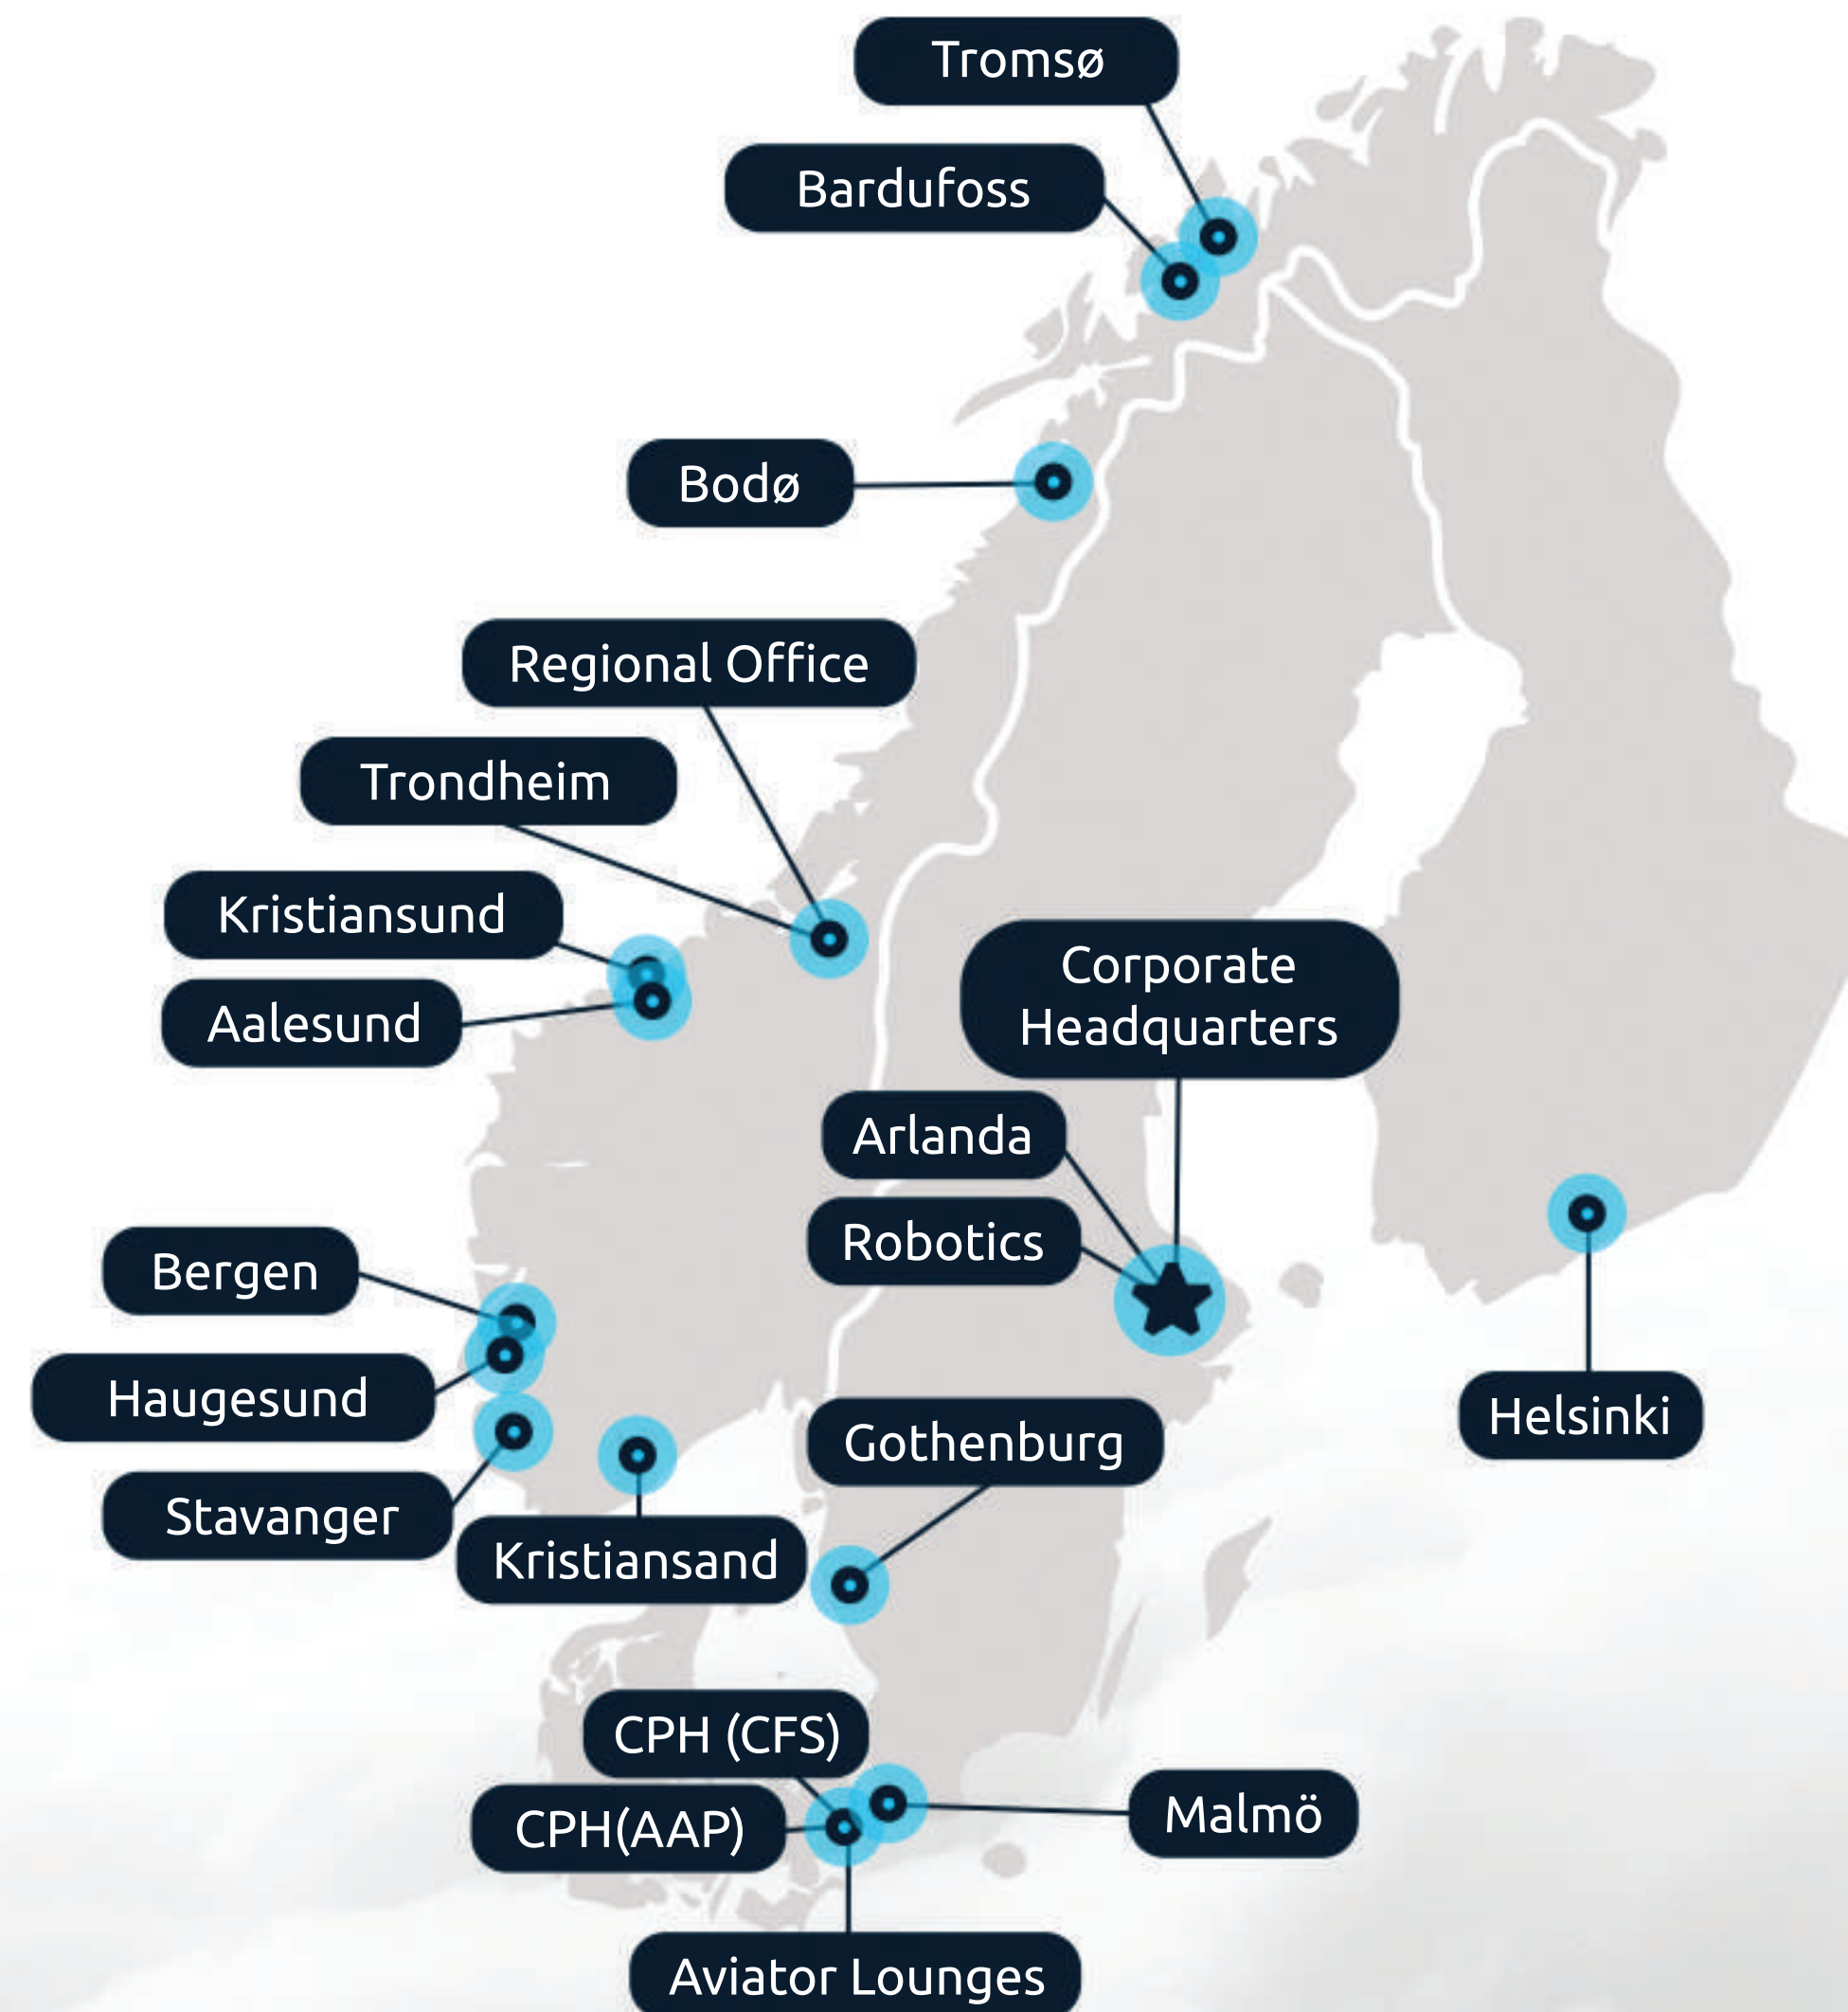 Tromsø
Bardufoss
Bodø
Regional Office
Trondheim
Kristiansund
Aalesund
Corporate
Headquarters
Arlanda
Robotics
Bergen
Haugesund
Stavanger
Kristiansand
Gothenburg
Helsinki
CPH (CFS)
CPH(AAP)
Malmö
Aviator Lounges